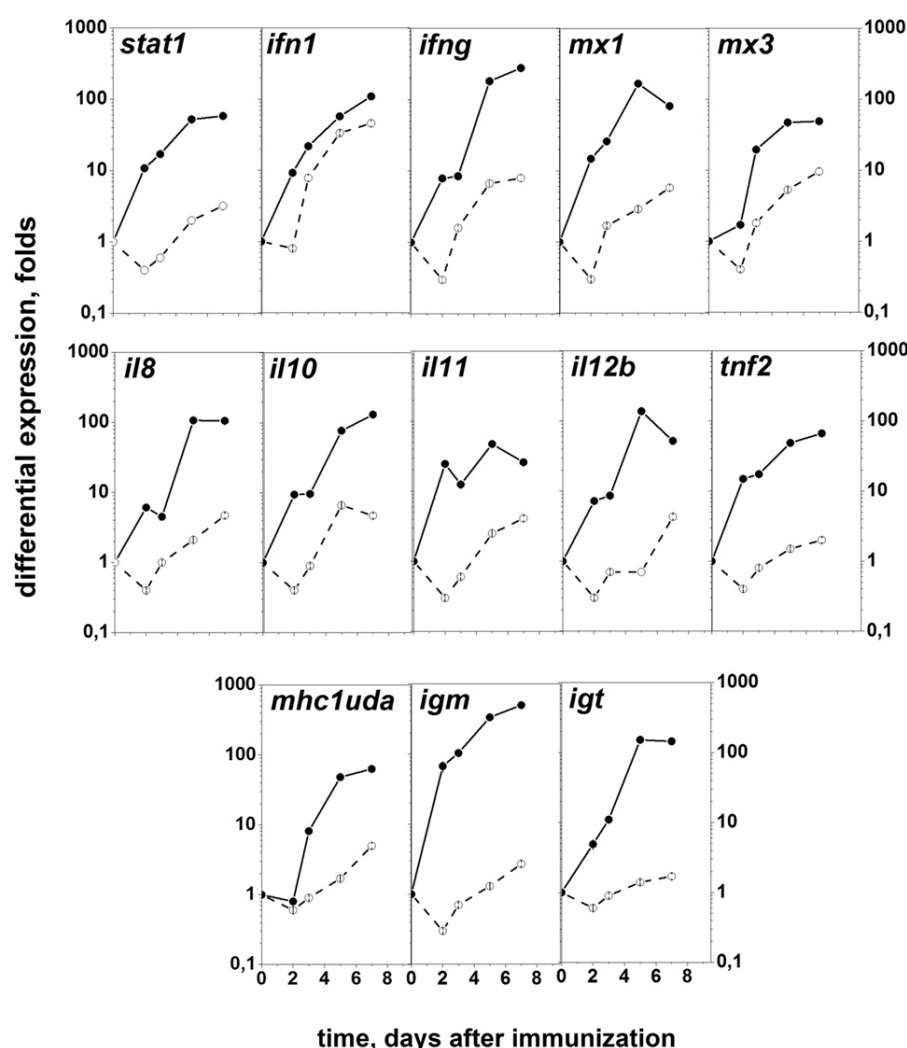 stat1 ifn1 ifng mx1 mx3
1000 1000
100 100
10 10
1 1
0,1 0,1
differential expression, folds
il8 il10 il11 il12b tnf2
1000 1000
100 100
10 10
1 1
0,1 0,1
mhc1uda igm igt
1000 1000
100 100
10 10
1 1
0,1 0,1
0 2 4 6 8 0 2 4 6 8 0 2 4 6 8
time, days after immunization